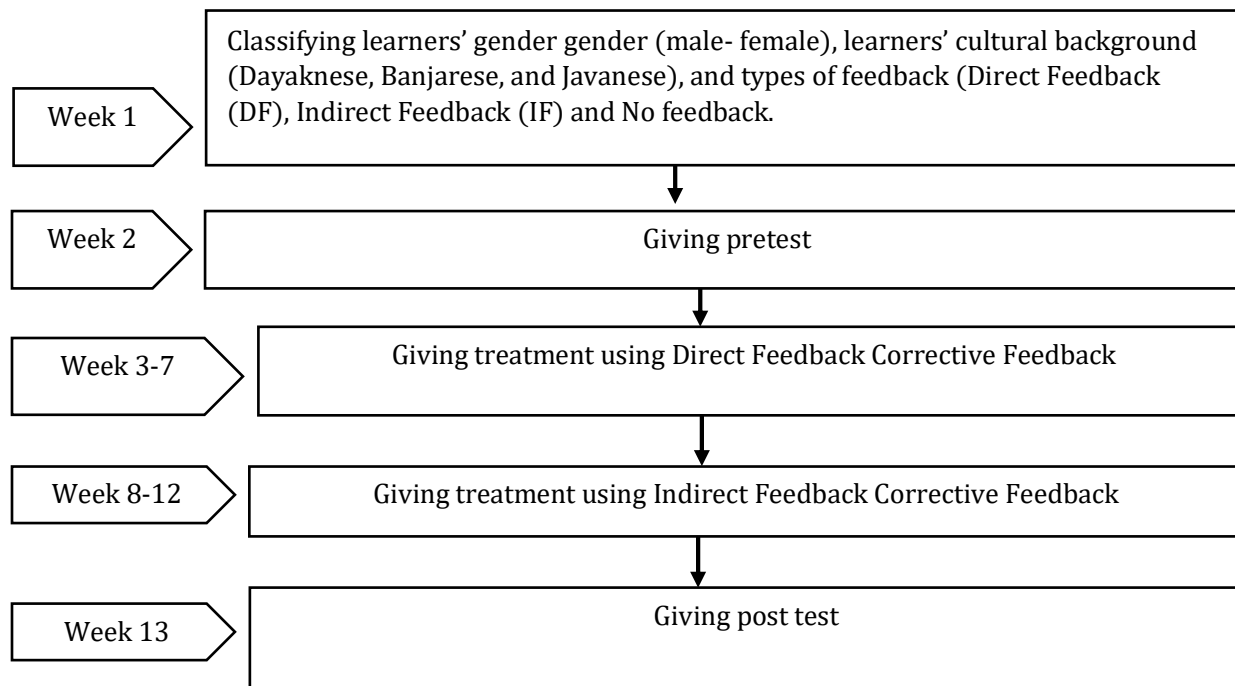 Week 1
Classifying learners’ gender gender (male- female), learners’ cultural background
(Dayaknese, Banjarese, and Javanese), and types of feedback (Direct Feedback
(DF), Indirect Feedback (IF) and No feedback.
Week 2
Giving pretest
Week 3-7
Giving treatment using Direct Feedback Corrective Feedback
Week 8-12
Giving treatment using Indirect Feedback Corrective Feedback
Week 13
Giving post test